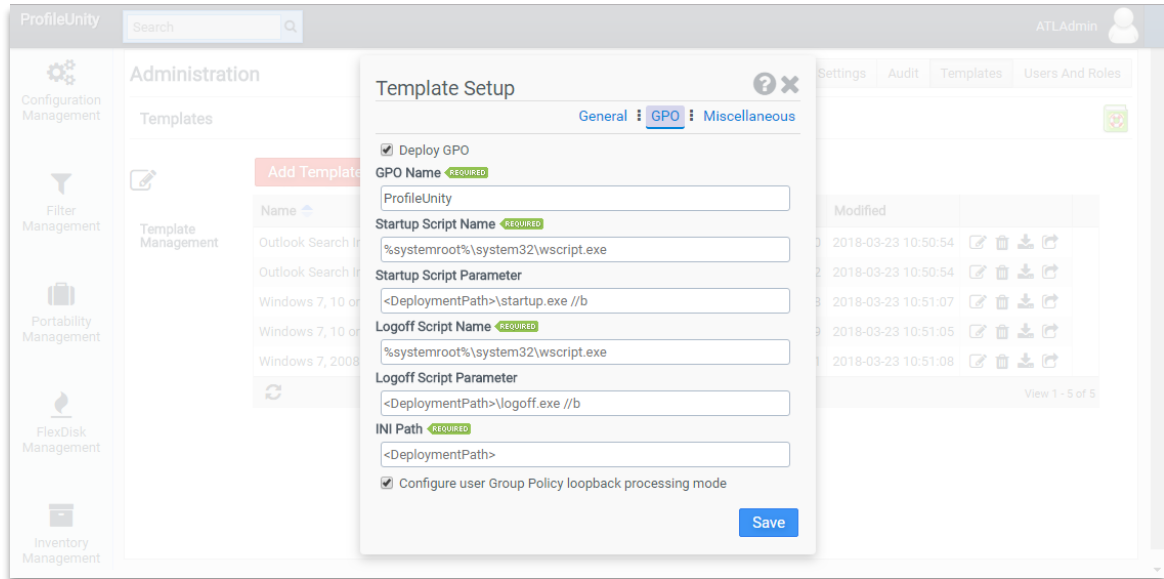 ProfileUnity
Search
ATLAdmin
Configuration
Management
Filter
Management
Portability
Management
FlexDisk
Management
Inventory
Management
Administration
Settings Audit Templates Users And Roles
Templates
Template
Management
Add Template
Name Modified
Outlook Search In 0 2018-03-23 10:50:54
Outlook Search In 2 2018-03-23 10:50:54
Windows 7, 10 or 8 2018-03-23 10:51:07
Windows 7, 10 or 9 2018-03-23 10:51:05
Windows 7, 2008 1 2018-03-23 10:51:08
View 1 - 5 of 5
Template Setup
General GPO Miscellaneous
Deploy GPO
GPO Name REQUIRED
ProfileUnity
Startup Script Name REQUIRED
%systemroot%\system32\wscript.exe
Startup Script Parameter
<DeploymentPath>\startup.exe //b
Logoff Script Name REQUIRED
%systemroot%\system32\wscript.exe
Logoff Script Parameter
<DeploymentPath>\logoff.exe //b
INI Path REQUIRED
<DeploymentPath>
Configure user Group Policy loopback processing mode
Save